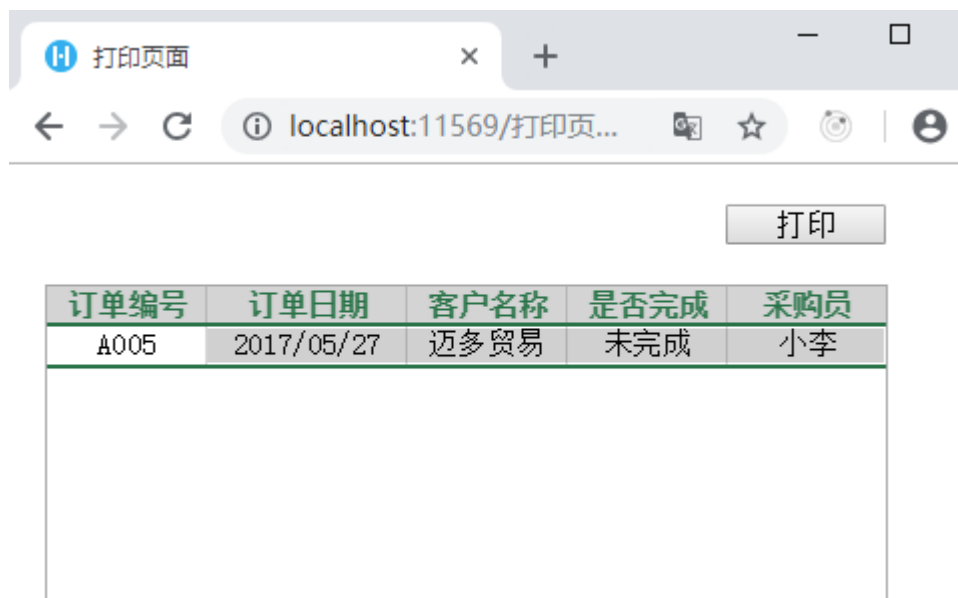 打印页面
localhost:11569/打印页...
打印
订单编号 订单日期 客户名称 是否完成 采购员
A005 2017/05/27 迈多贸易 未完成 小李